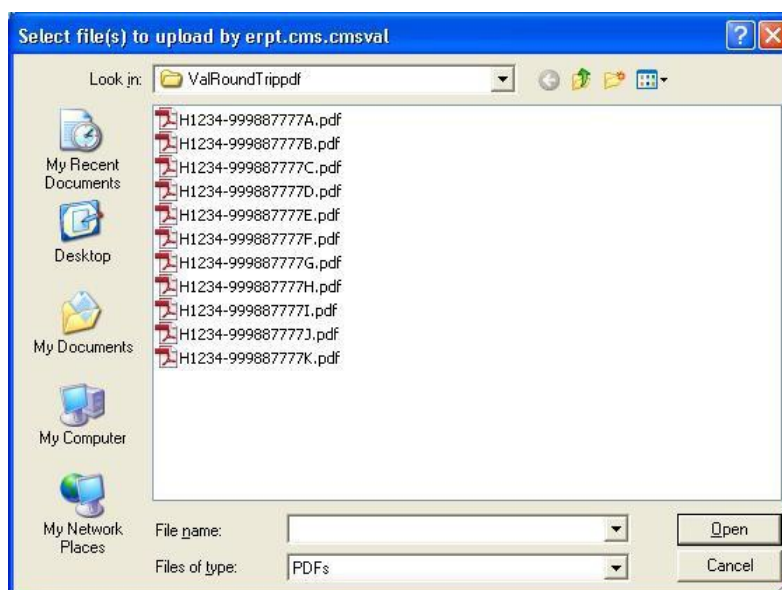 Select file(s) to upload by erpt.cms.cmsval
Look in: ValRoundTrippdf
My Recent
Documents
Desktop
My Documents
My Computer
My Network
Places
H1234-999887777A.pdf
H1234-999887777B.pdf
H1234-999887777C.pdf
H1234-999887777D.pdf
H1234-999887777E.pdf
H1234-999887777F.pdf
H1234-999887777G.pdf
H1234-999887777H.pdf
H1234-999887777I.pdf
H1234-999887777J.pdf
H1234-999887777K.pdf
File name: Open
Files of type: PDFs Cancel